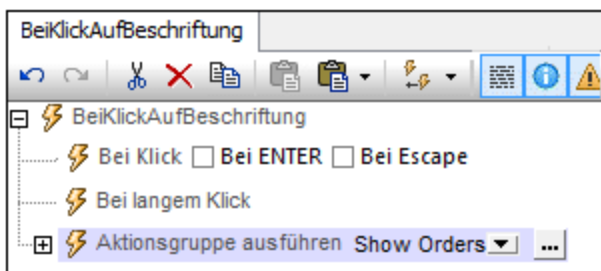 BeiKlickAufBeschriftung
BeiKlickAufBeschriftung
Bei Klick Bei ENTER Bei Escape
Bei langem Klick
Aktionsgruppe ausführen Show Orders ...